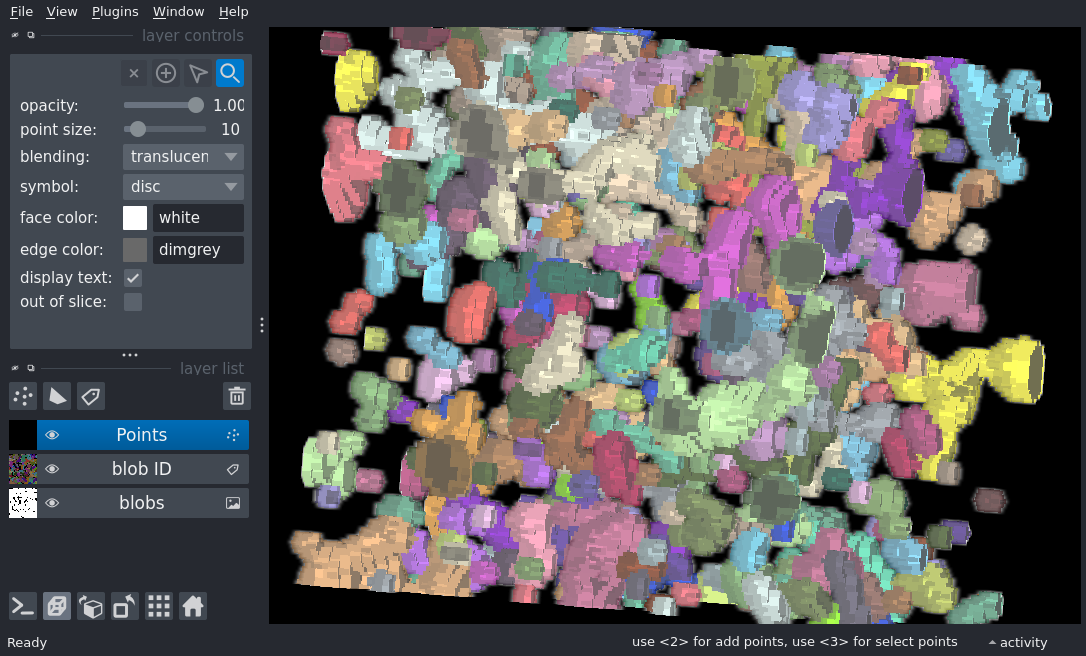 File View Plugins Window Help
layer controls
opacity: 1.00
point size: 10
blending: translucen
symbol: disc
face color: white
edge color: dimgrey
display text:
out of slice:
layer list
Points
blob ID
blobs
Ready
use <2> for add points, use <3> for select points
activity